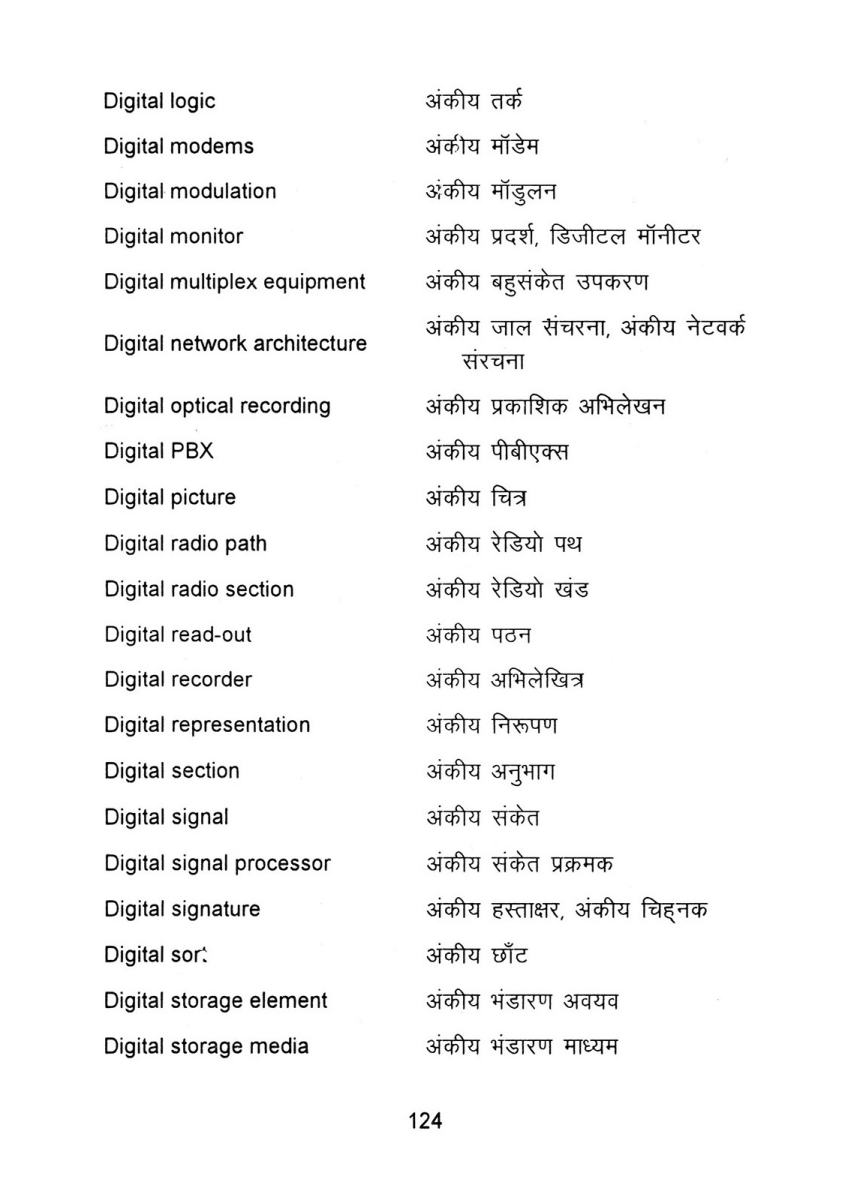 Digital logic अंकीय तर्क
Digital modems अंकीय मॉडेम
Digital modulation अंकीय मॉडुलन
Digital monitor अंकीय प्रदर्श, डिजीटल मॉनीटर
Digital multiplex equipment अंकीय बहुसंकेत उपकरण
Digital network architecture अंकीय जाल संचरना, अंकीय नेटवर्क
संरचना
Digital optical recording अंकीय प्रकाशिक अभिलेखन
Digital PBX अंकीय पीबीएक्स
Digital picture अंकीय चित्र
Digital radio path अंकीय रेडियो पथ
Digital radio section अंकीय रेडियो खंड
Digital read-out अंकीय पठन
Digital recorder अंकीय अभिलेखित्र
Digital representation अंकीय निरूपण
Digital section अंकीय अनुभाग
Digital signal अंकीय संकेत
Digital signal processor अंकीय संकेत प्रक्रमक
Digital signature अंकीय हस्ताक्षर, अंकीय चिह्नक
Digital sort अंकीय छाँट
Digital storage element अंकीय भंडारण अवयव
Digital storage media अंकीय भंडारण माध्यम
124